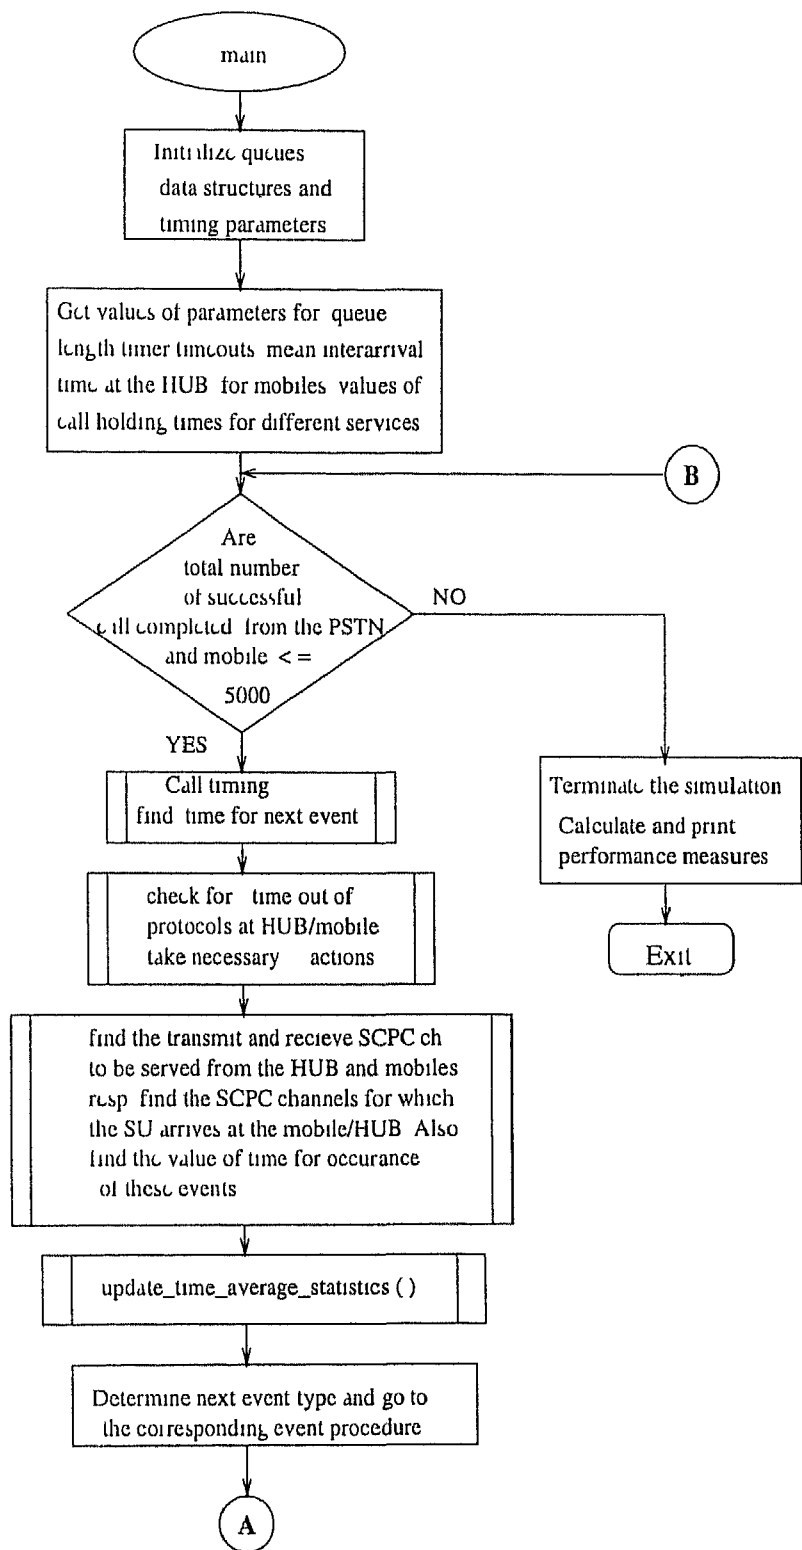 main
Initialize queues
data structures and
timing parameters
Get values of parameters for queue
length timer timeouts mean interarrival
time at the HUB for mobiles values of
call holding times for different services
B
Are
total number
of successful
call completed from the PSTN
and mobile < =
5000
NO
YES
Call timing
find time for next event
Terminate the simulation
Calculate and print
performance measures
check for time out of
protocols at HUB/mobile
take necessary actions
Exit
find the transmit and recieve SCPC ch
to be served from the HUB and mobiles
resp find the SCPC channels for which
the SU arrives at the mobile/HUB Also
find the value of time for occurance
of these events
update_time_average_statistics ( )
Determine next event type and go to
the corresponding event procedure
A